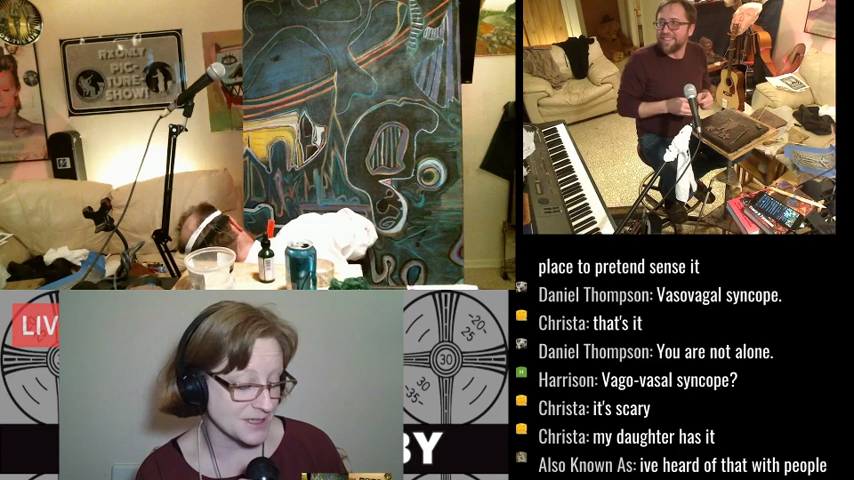 RADNLY
PIC-
TURE-
SHOW!
LIV
-20-
25
30
30
-35-
BY
place to pretend sense it
Daniel Thompson: Vasovagal syncope.
Christa: that's it
Daniel Thompson: You are not alone.
Harrison: Vago-vasal syncope?
Christa: it's scary
Christa: my daughter has it
Also Known As: ive heard of that with people